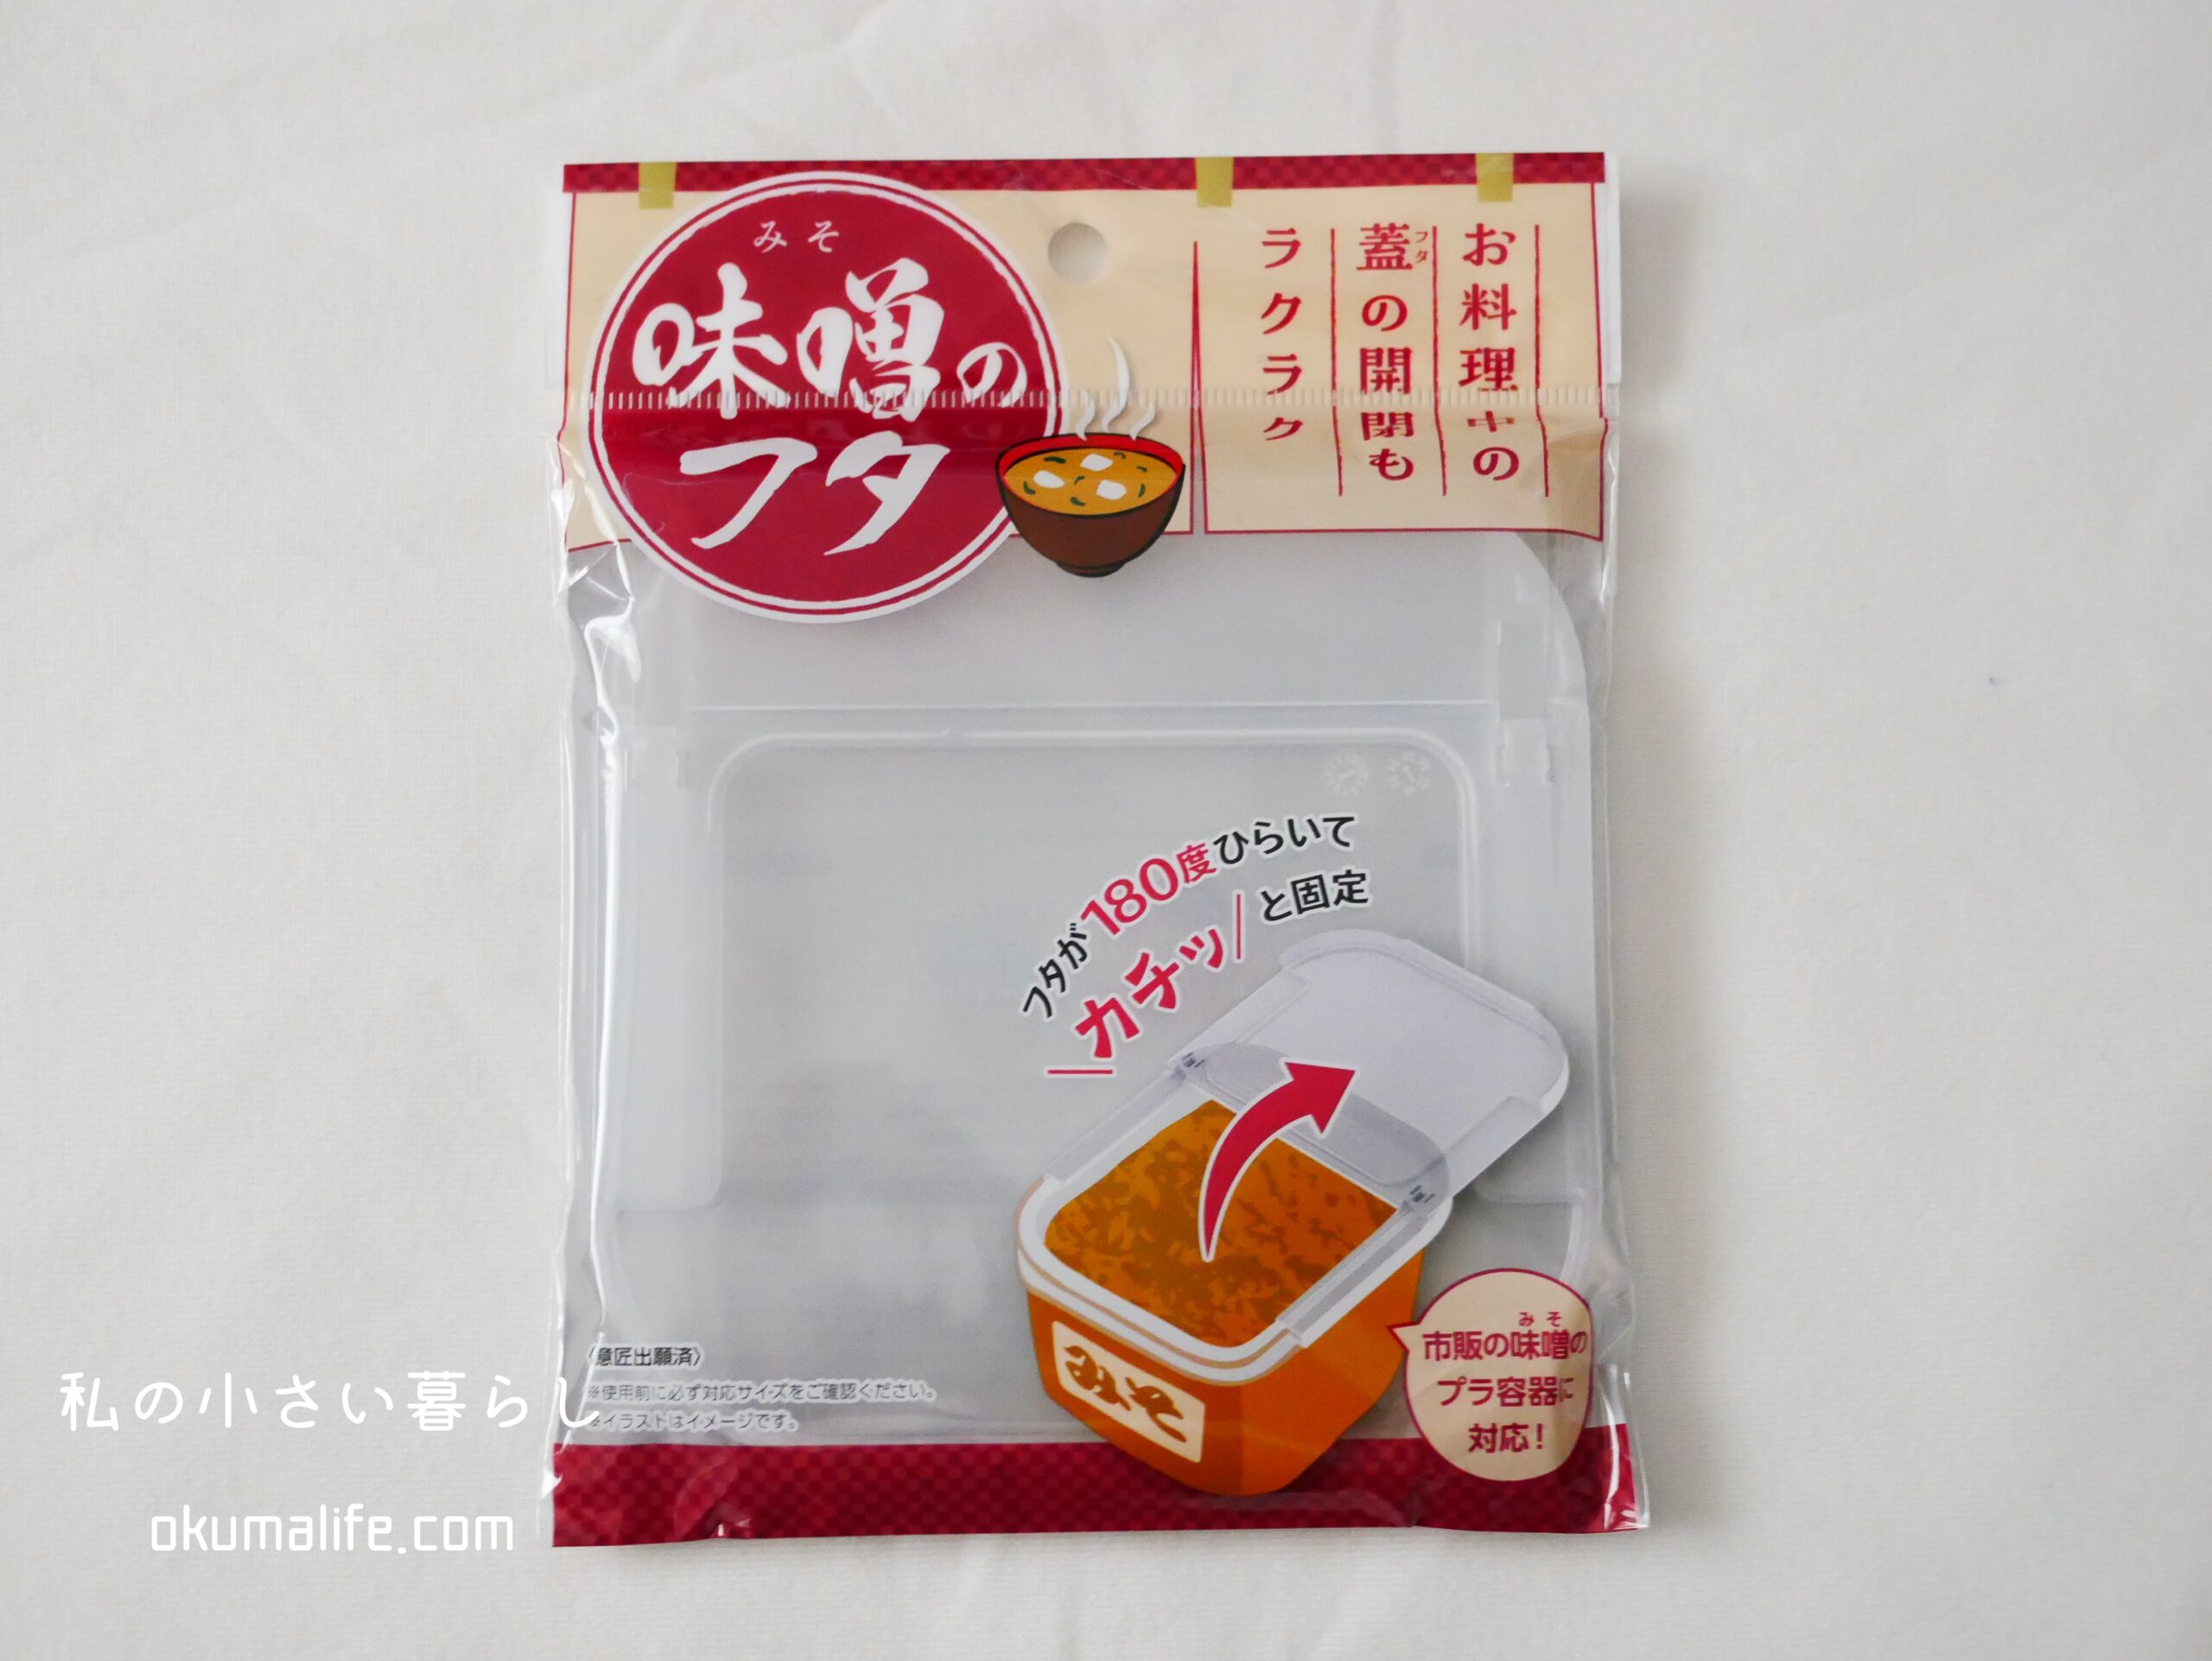 みそ
味噌の
フタ
お料理中の
フタ
蓋の開閉も
ラクラク
フタが180度ひらいて
カチッ
と固定
みそ
みそ
市販の味噌の
プラ容器に
対応!
〈意匠出願済〉
※使用前に必ず対応サイズをご確認ください。
※イラストはイメージです。
私の小さい暮らし
okumalife.com